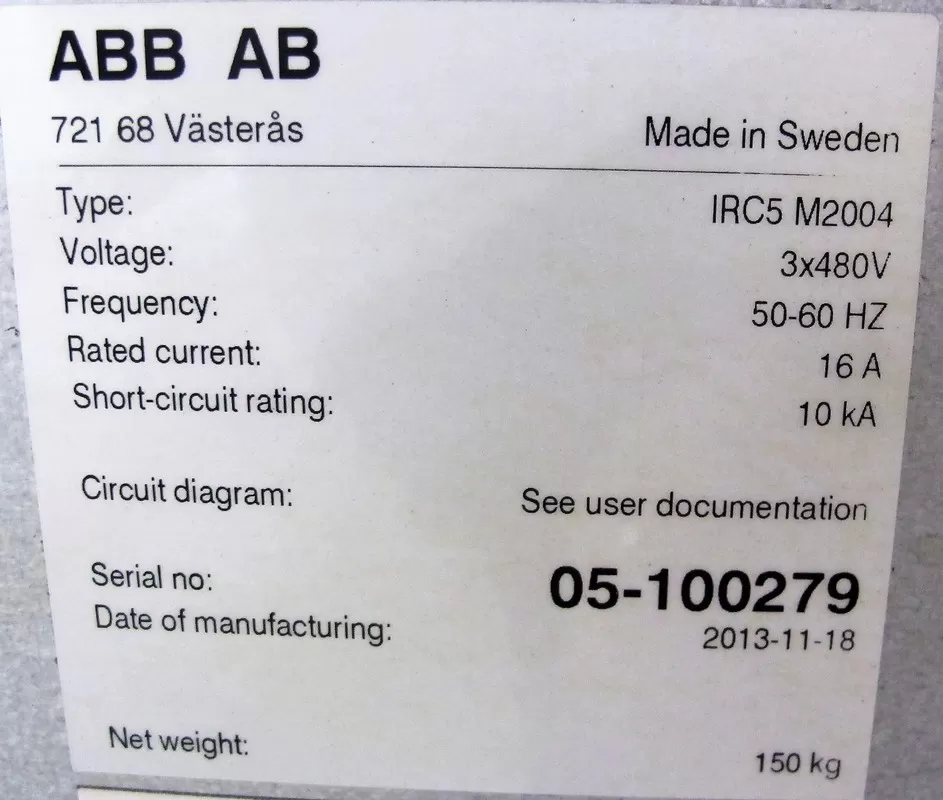 ABB AB
721 68 Västerås Made in Sweden
Type: IRC5 M2004
Voltage: 3x480V
Frequency: 50-60 HZ
Rated current: 16 A
Short-circuit rating: 10 kA
Circuit diagram: See user documentation
Serial no: 05-100279
Date of manufacturing: 2013-11-18
Net weight: 150 kg